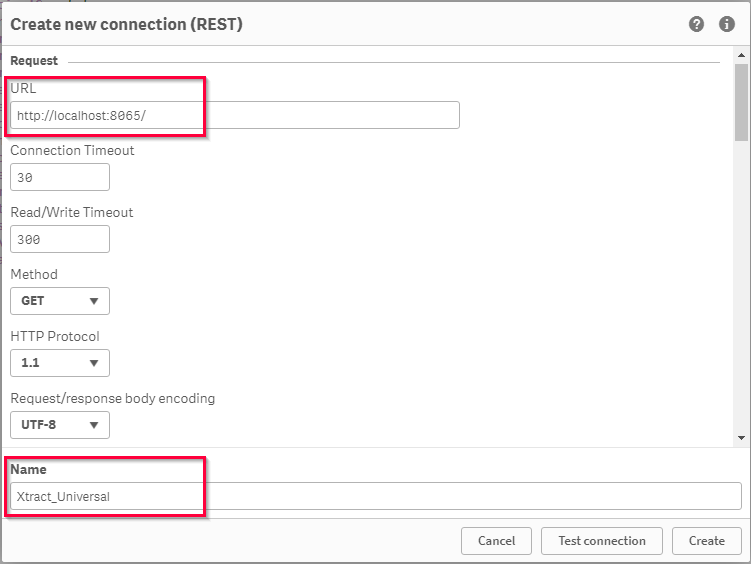 Create new connection (REST)
Request
URL
http://localhost:8065/
Connection Timeout
30
Read/Write Timeout
300
Method
GET
HTTP Protocol
1.1
Request/response body encoding
UTF-8
Name
Xtract_Universal
Cancel Test connection Create